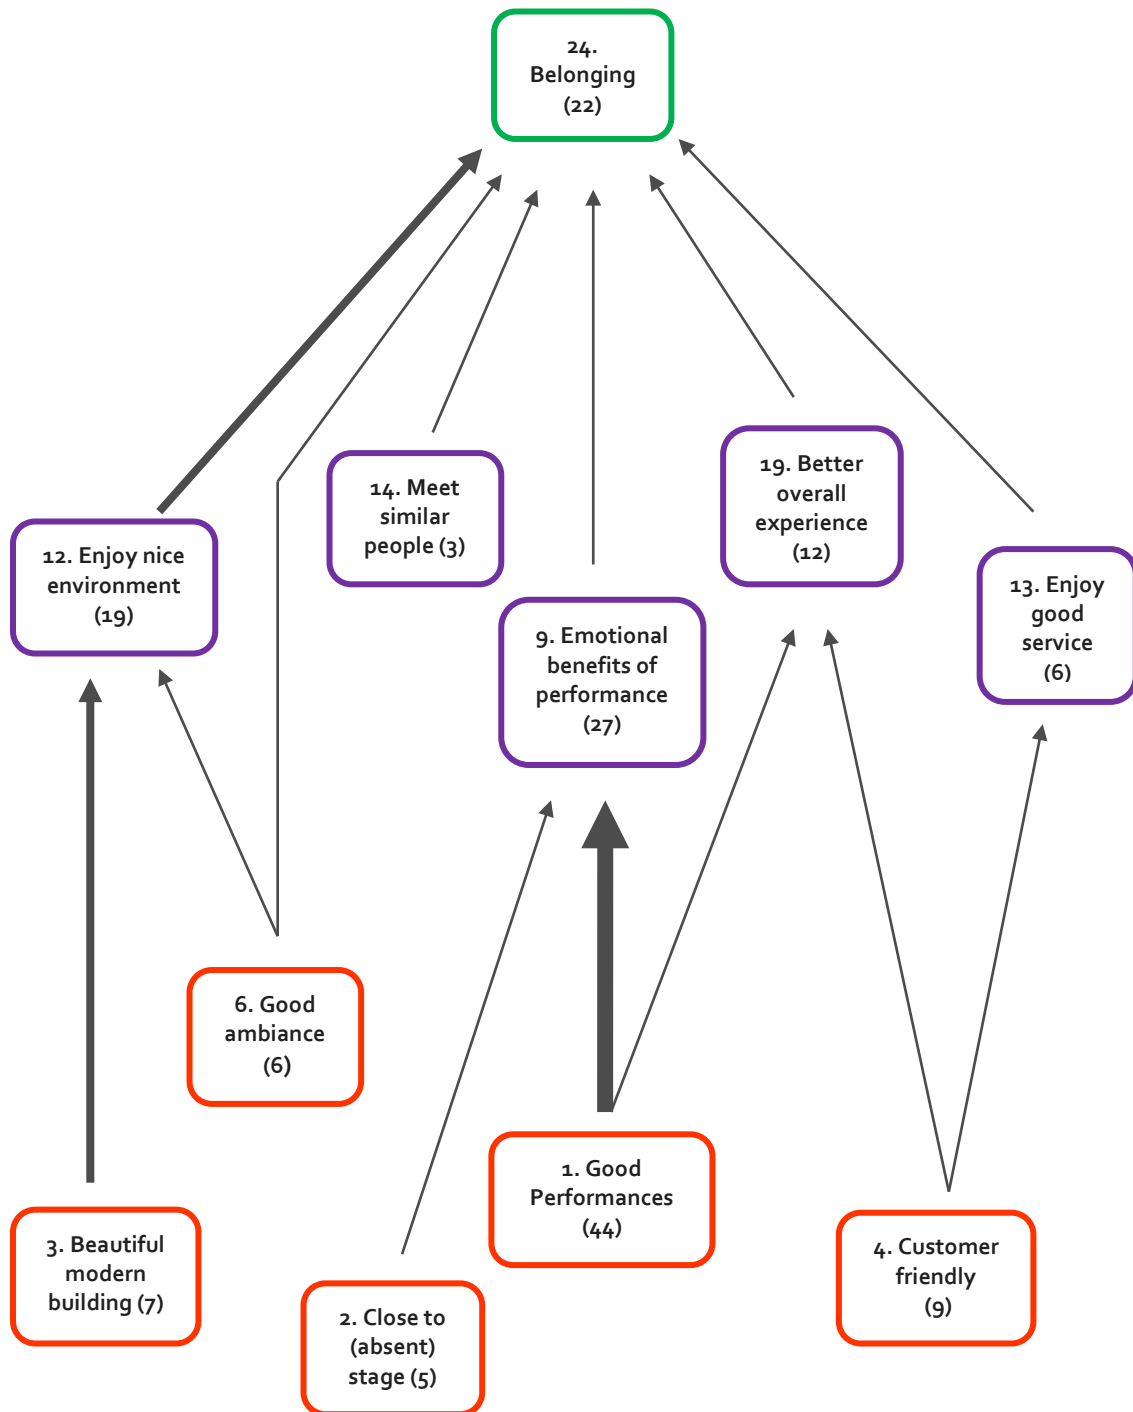 24.
Belonging
(22)
19. Better
overall
experience
(12)
14. Meet
similar
people (3)
12. Enjoy nice
environment
(19)
13. Enjoy
good
service
(6)
9. Emotional
benefits of
performance
(27)
6. Good
ambiance
(6)
1. Good
Performances
(44)
3. Beautiful
modern
building (7)
4. Customer
friendly
(9)
2. Close to
(absent)
stage (5)